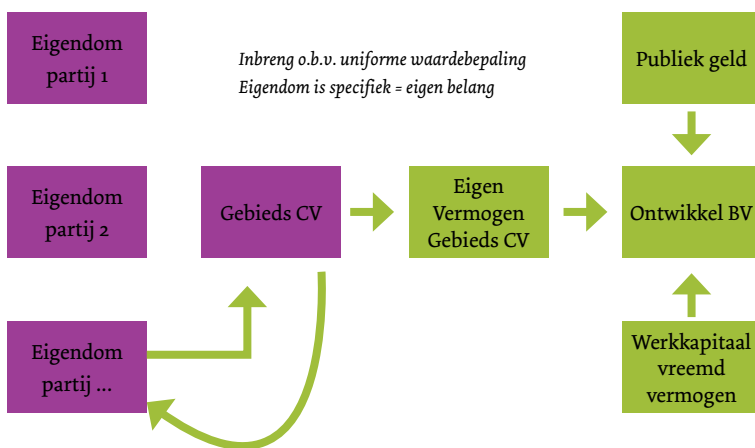 Eigendom
partij 1
Inbreng o.b.v. uniforme waardebepaling
Eigendom is specifiek = eigen belang
Publiek geld
Eigendom
partij 2
Gebieds CV
Eigen
Vermogen
Gebieds CV
Ontwikkel BV
Eigendom
partij ...
Werkkapitaal
vreemd
vermogen